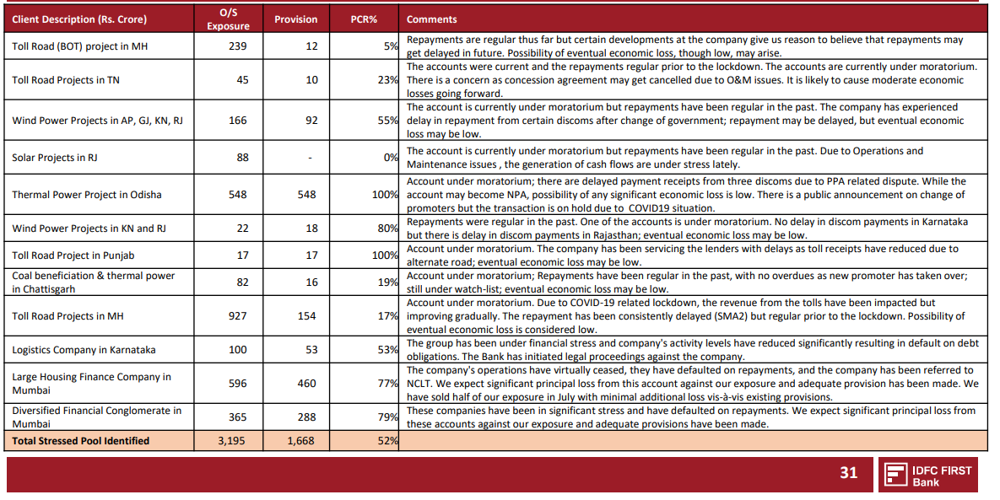 Client Description (Rs. Crore) O/S Exposure Provision PCR% Comments
Toll Road (BOT) project in MH 239 12 5% Repayments are regular thus far but certain developments at the company give us reason to believe that repayments may
get delayed in future. Possibility of eventual economic loss, though low, may arise.
Toll Road Projects in TN 45 10 23% The accounts were current and the repayments regular prior to the lockdown. The accounts are currently under moratorium.
There is a concern as concession agreement may get cancelled due to O&M issues. It is likely to cause moderate economic
losses going forward.
Wind Power Projects in AP, GJ, KN, RJ 166 92 55% The account is currently under moratorium but repayments have been regular in the past. The company has experienced
delay in repayment from certain discoms after change of government; repayment may be delayed, but eventual economic
loss may be low.
Solar Projects in RJ 88 - 0% The account is currently under moratorium but repayments have been regular in the past. Due to Operations and
Maintenance issues , the generation of cash flows are under stress lately.
Thermal Power Project in Odisha 548 548 100% Account under moratorium; there are delayed payment receipts from three discoms due to PPA related dispute. While the
account may become NPA, possibility of any significant economic loss is low. There is a public announcement on change of
promoters but the transaction is on hold due to COVID19 situation.
Wind Power Projects in KN and RJ 22 18 80% Repayments were regular in the past. One of the accounts is under moratorium. No delay in discom payments in Karnataka
but there is delay in discom payments in Rajasthan; eventual economic loss may be low.
Toll Road Project in Punjab 17 17 100% Account under moratorium. The company has been servicing the lenders with delays as toll receipts have reduced due to
alternate road; eventual economic loss may be low.
Coal beneficiation & thermal power
in Chattisgarh 82 16 19% Account under moratorium; Repayments have been regular in the past, with no overdues as new promoter has taken over;
still under watch-list; eventual economic loss may be low.
Toll Road Projects in MH 927 154 17% Account under moratorium. Due to COVID-19 related lockdown, the revenue from the tolls have been impacted but
improving gradually. The repayment has been consistently delayed (SMA2) but regular prior to the lockdown. Possibility of
eventual economic loss is considered low.
Logistics Company in Karnataka 100 53 53% The group has been under financial stress and company's activity levels have reduced significantly resulting in default on debt
obligations. The Bank has initiated legal proceedings against the company.
Large Housing Finance Company in
Mumbai 596 460 77% The company's operations have virtually ceased, they have defaulted on repayments, and the company has been referred to
NCLT. We expect significant principal loss from this account against our exposure and adequate provision has been made. We
have sold half of our exposure in July with minimal additional loss vis-à-vis existing provisions.
Diversified Financial Conglomerate in
Mumbai 365 288 79% These companies have been in significant stress and have defaulted on repayments. We expect significant principal loss from
these accounts against our exposure and adequate provisions have been made.
Total Stressed Pool Identified 3,195 1,668 52%
31
IDFC FIRST
Bank